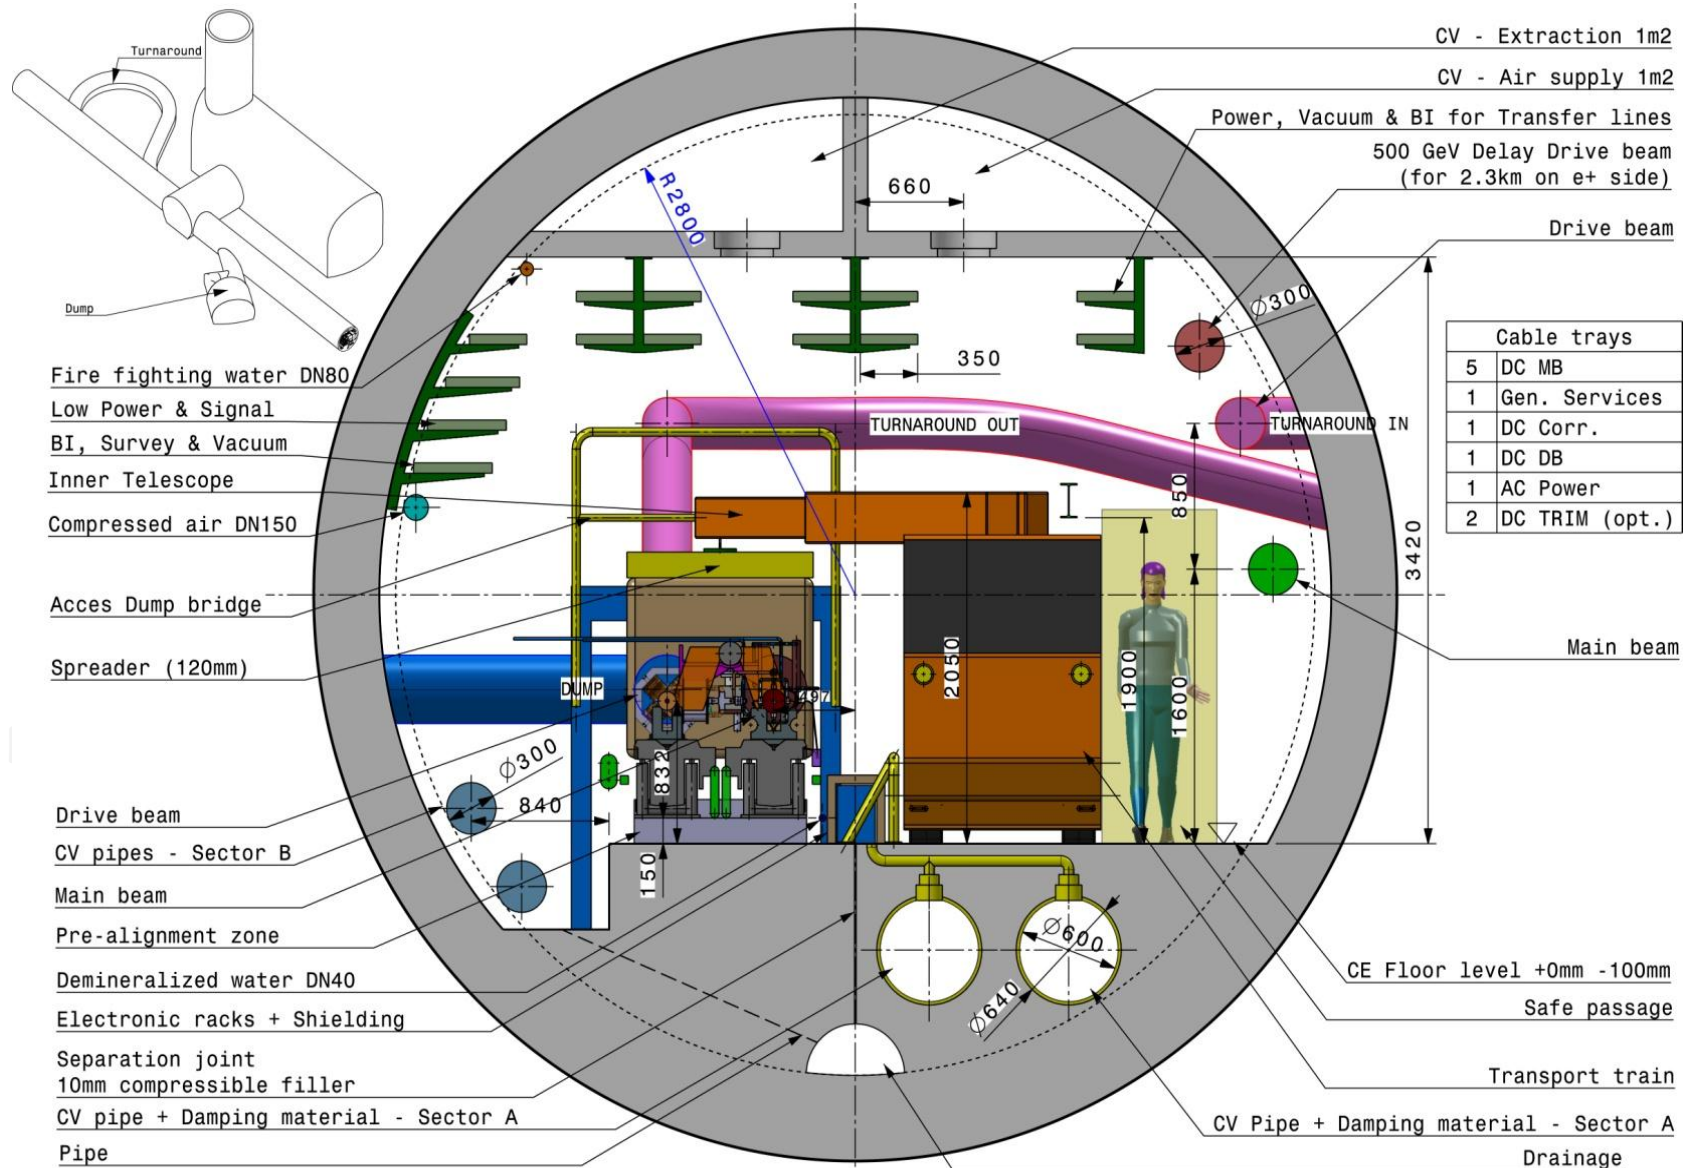 Turnaround
Dump
CV - Extraction 1m2
CV - Air supply 1m2
Power, Vacuum & BI for Transfer lines
500 GeV Delay Drive beam
(for 2.3km on e+ side)
Drive beam
Main beam
Cable trays
5 DC MB
1 Gen. Services
1 DC Corr.
1 DC DB
1 AC Power
2 DC TRIM (opt.)
R2800
660
350
Ø300
TURNAROUND OUT
TURNAROUND IN
850
3420
2050
1900
1600
DUMP
497
832
150
Ø300
840
Ø600
Ø640
Fire fighting water DN80
Low Power & Signal
BI, Survey & Vacuum
Inner Telescope
Compressed air DN150
Acces Dump bridge
Spreader (120mm)
Drive beam
CV pipes - Sector B
Main beam
Pre-alignment zone
Demineralized water DN40
Electronic racks + Shielding
Separation joint
10mm compressible filler
CV pipe + Damping material - Sector A
Pipe
CE Floor level +0mm -100mm
Safe passage
Transport train
CV Pipe + Damping material - Sector A
Drainage